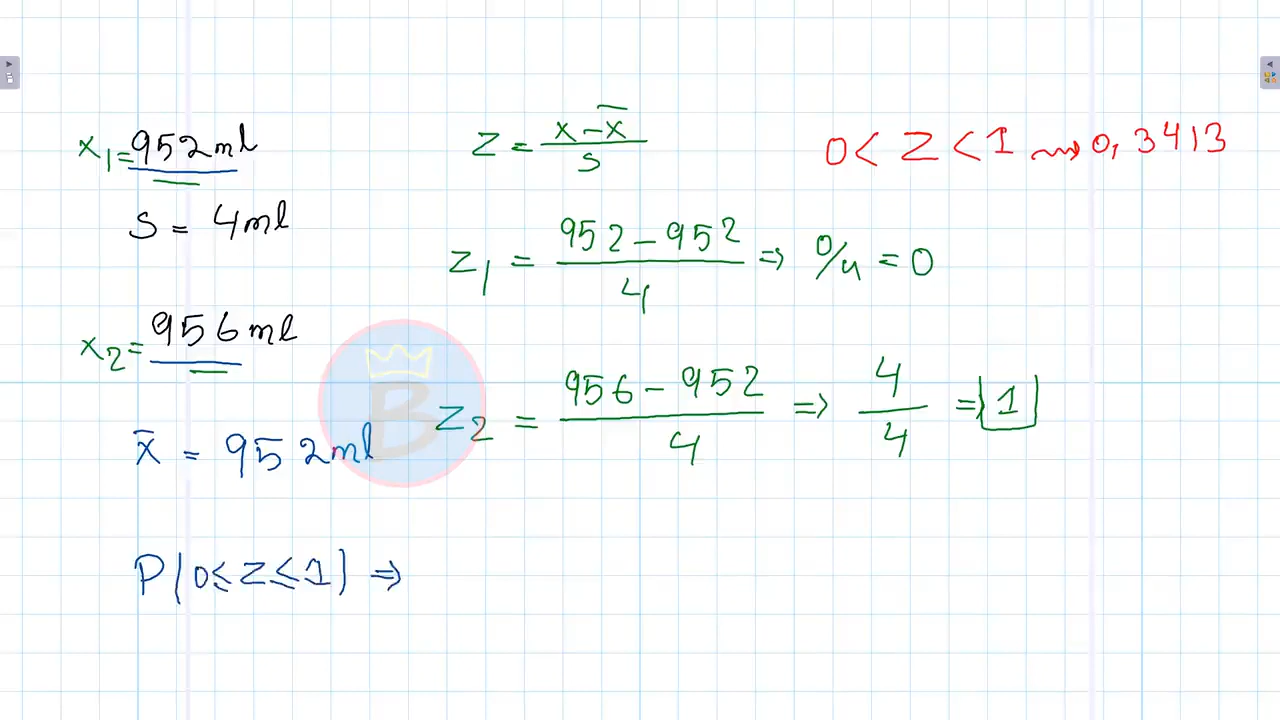 x₁=952ml
S = 4ml
x₂=956ml
x̄ = 952ml
P(0≤Z≤1) ⇒
Z = (x-x̄)/S
Z₁ = (952-952)/4 ⇒ 0/4 = 0
Z₂ = (956-952)/4 ⇒ 4/4 ⇒ 1
0<Z<1 ⇝ 0,3413
B